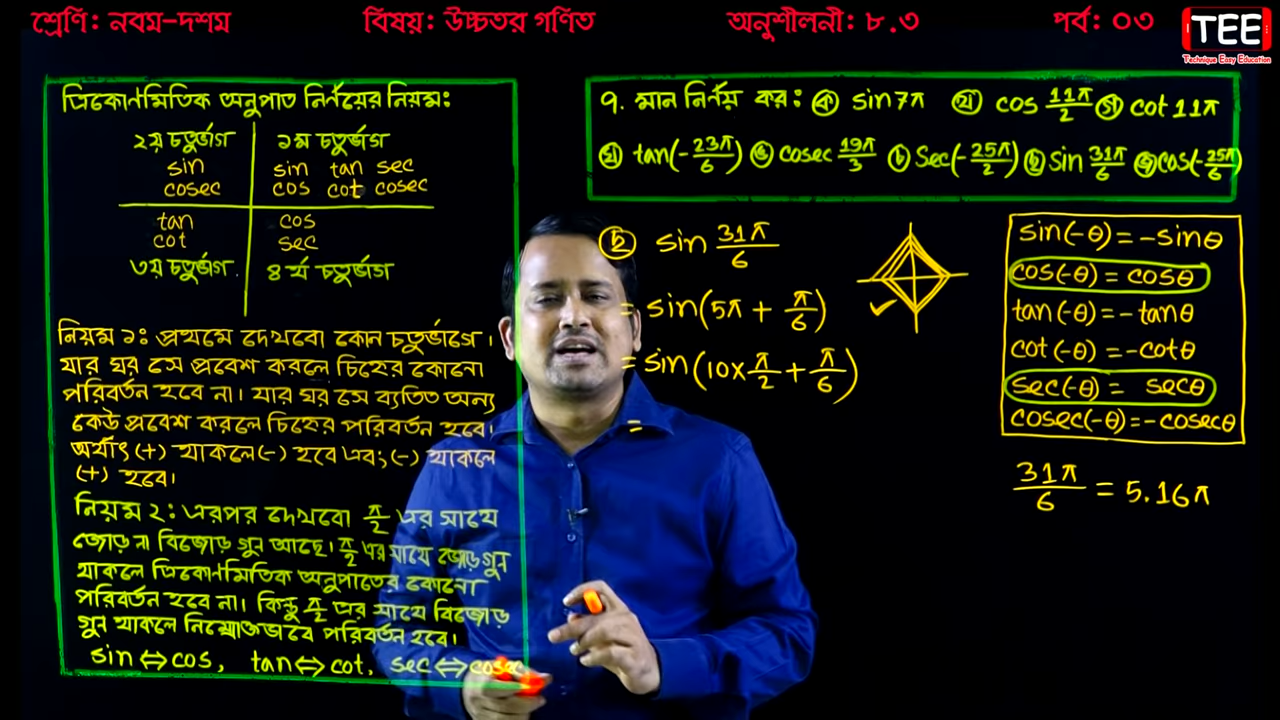 শ্রেণি: নবম-দশম বিষয়: উচ্চতর গণিত অনুশীলনী: ৮.৩ পর্ব: ০৩
TEE
Technique Easy Education
ত্রিকোণমিতিক অনুপাত নির্ণয়ের নিয়ম:
২য় চতুর্ভাগ ১ম চতুর্ভাগ
sin sin tan sec
cosec cos cot cosec
tan cos
cot sec
৩য় চতুর্ভাগ. ৪র্থ চতুর্ভাগ
নিয়ম ১: প্রথমে দেখবো কোন চতুর্ভাগে।
যার ঘর সে প্রবেশ করলে চিহ্নের কোনো
পরিবর্তন হবে না। যার ঘর সে ব্যতিত অন্য
কেউ প্রবেশ করলে চিহ্নের পরিবর্তন হবে।
অর্থাৎ (+) থাকলে (-) হবে এবং (-) থাকলে
(+) হবে।
নিয়ম ২: এরপর দেখবো π/2 এর সাথে
জোড় না বিজোড় গুন আছে। π/2 এর সাথে জোড় গুন
থাকলে ত্রিকোণমিতিক অনুপাতের কোনো
পরিবর্তন হবে না। কিন্তু π/2 এর সাথে বিজোড়
গুন থাকলে নিম্নোক্তভাবে পরিবর্তন হবে।
sin⇔cos, tan⇔cot, sec⇔cosec
৭. মান নির্ণয় কর: ক sin7π খ cos 11π/2 গ cot 11π
ঘ tan(-23π/6) ঙ cosec 19π/3 চ Sec(-25π/2) ছ sin 31π/6 জ cos(-25π/6)
চ sin 31π/6
= sin(5π + π/6)
= sin(10×π/2 + π/6)
=
sin(-θ) = -sinθ
cos(-θ) = cosθ
tan(-θ) = -tanθ
cot(-θ) = -cotθ
sec(-θ) = secθ
cosec(-θ) = -cosecθ
31π/6 = 5.16π